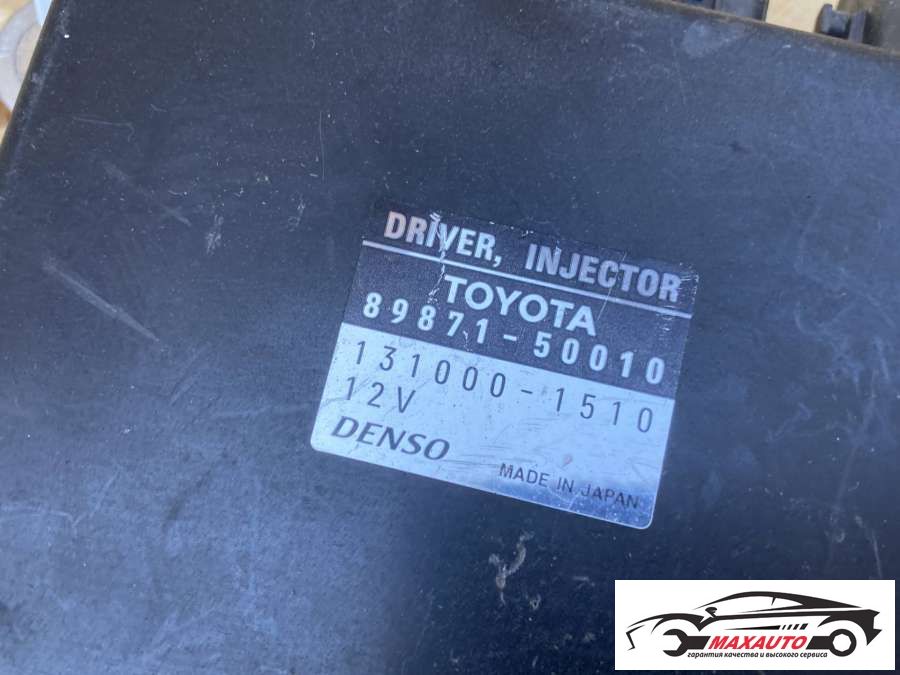 DRIVER, INJECTOR
TOYOTA
89871-50010
131000-1510
12V
DENSO
MADE IN JAPAN
MAXAUTO
гарантия качества и высокого сервиса